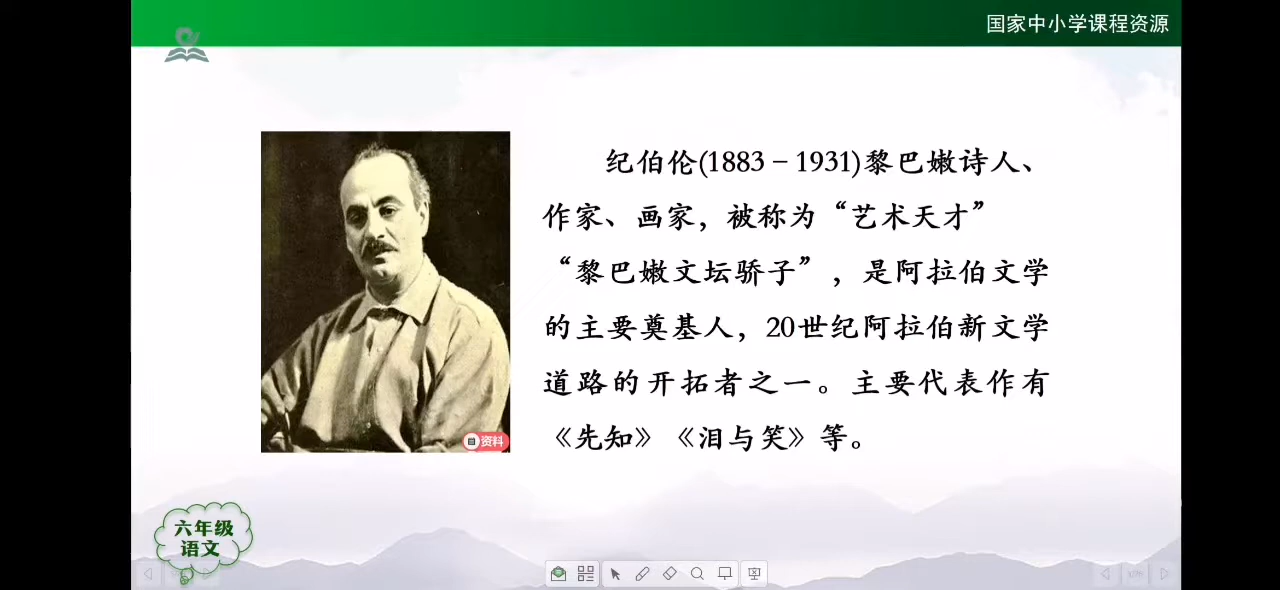 国家中小学课程资源
纪伯伦(1883－1931)黎巴嫩诗人、
作家、画家，被称为“艺术天才”
“黎巴嫩文坛骄子”，是阿拉伯文学
的主要奠基人，20世纪阿拉伯新文学
道路的开拓者之一。主要代表作有
《先知》《泪与笑》等。
资料
六年级
语文